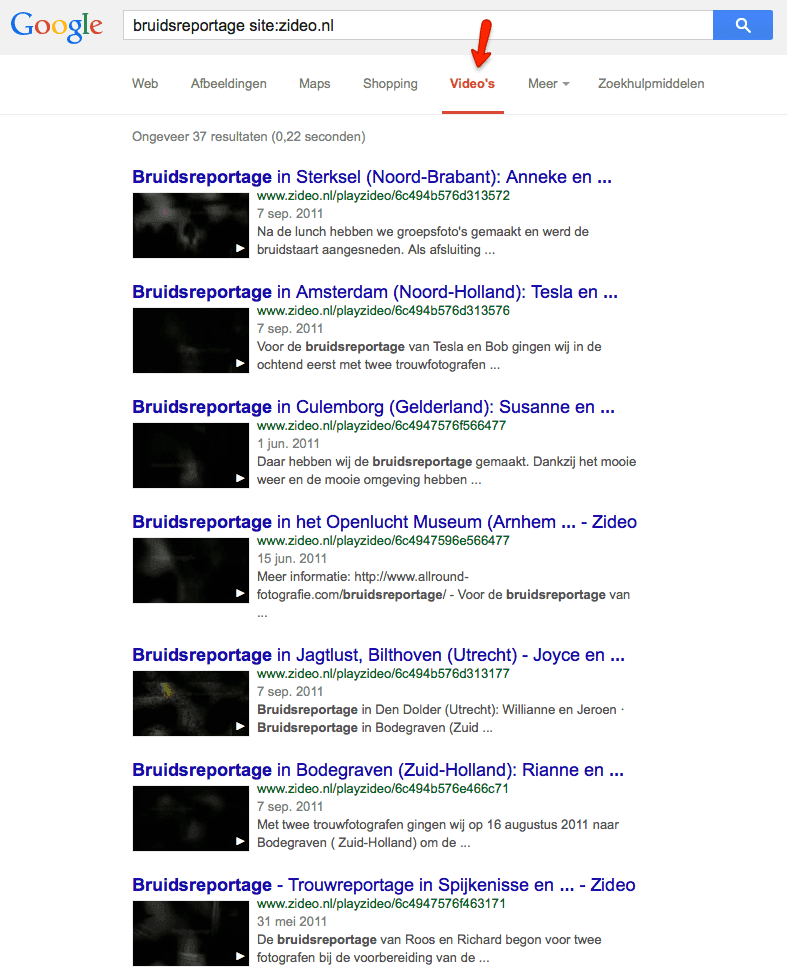 Google bruidsreportage site:zideo.nl
Web Afbeeldingen Maps Shopping Video's Meer Zoekhulpmiddelen
Ongeveer 37 resultaten (0,22 seconden)
Bruidsreportage in Sterksel (Noord-Brabant): Anneke en ...
www.zideo.nl/playzideo/6c494b576d313572
7 sep. 2011
Na de lunch hebben we groepsfoto's gemaakt en werd de
bruidstaart aangesneden. Als afsluiting ...
Bruidsreportage in Amsterdam (Noord-Holland): Tesla en ...
www.zideo.nl/playzideo/6c494b576d313576
7 sep. 2011
Voor de bruidsreportage van Tesla en Bob gingen wij in de
ochtend eerst met twee trouwfotografen ...
Bruidsreportage in Culemborg (Gelderland): Susanne en ...
www.zideo.nl/playzideo/6c4947576f566477
1 jun. 2011
Daar hebben wij de bruidsreportage gemaakt. Dankzij het mooie
weer en de mooie omgeving hebben ...
Bruidsreportage in het Openlucht Museum (Arnhem ... - Zideo
www.zideo.nl/playzideo/6c4947596e566477
15 jun. 2011
Meer informatie: http://www.allround-
fotografie.com/bruidsreportage/ - Voor de bruidsreportage van
...
Bruidsreportage in Jagtlust, Bilthoven (Utrecht) - Joyce en ...
www.zideo.nl/playzideo/6c494b576d313177
7 sep. 2011
Bruidsreportage in Den Dolder (Utrecht): Willianne en Jeroen ·
Bruidsreportage in Bodegraven (Zuid ...
Bruidsreportage in Bodegraven (Zuid-Holland): Rianne en ...
www.zideo.nl/playzideo/6c494b576e466c71
7 sep. 2011
Met twee trouwfotografen gingen wij op 16 augustus 2011 naar
Bodegraven ( Zuid-Holland) om de ...
Bruidsreportage - Trouwreportage in Spijkenisse en ... - Zideo
www.zideo.nl/playzideo/6c4947576f463171
31 mei 2011
De bruidsreportage van Roos en Richard begon voor twee
fotografen bij de voorbereiding van de ...